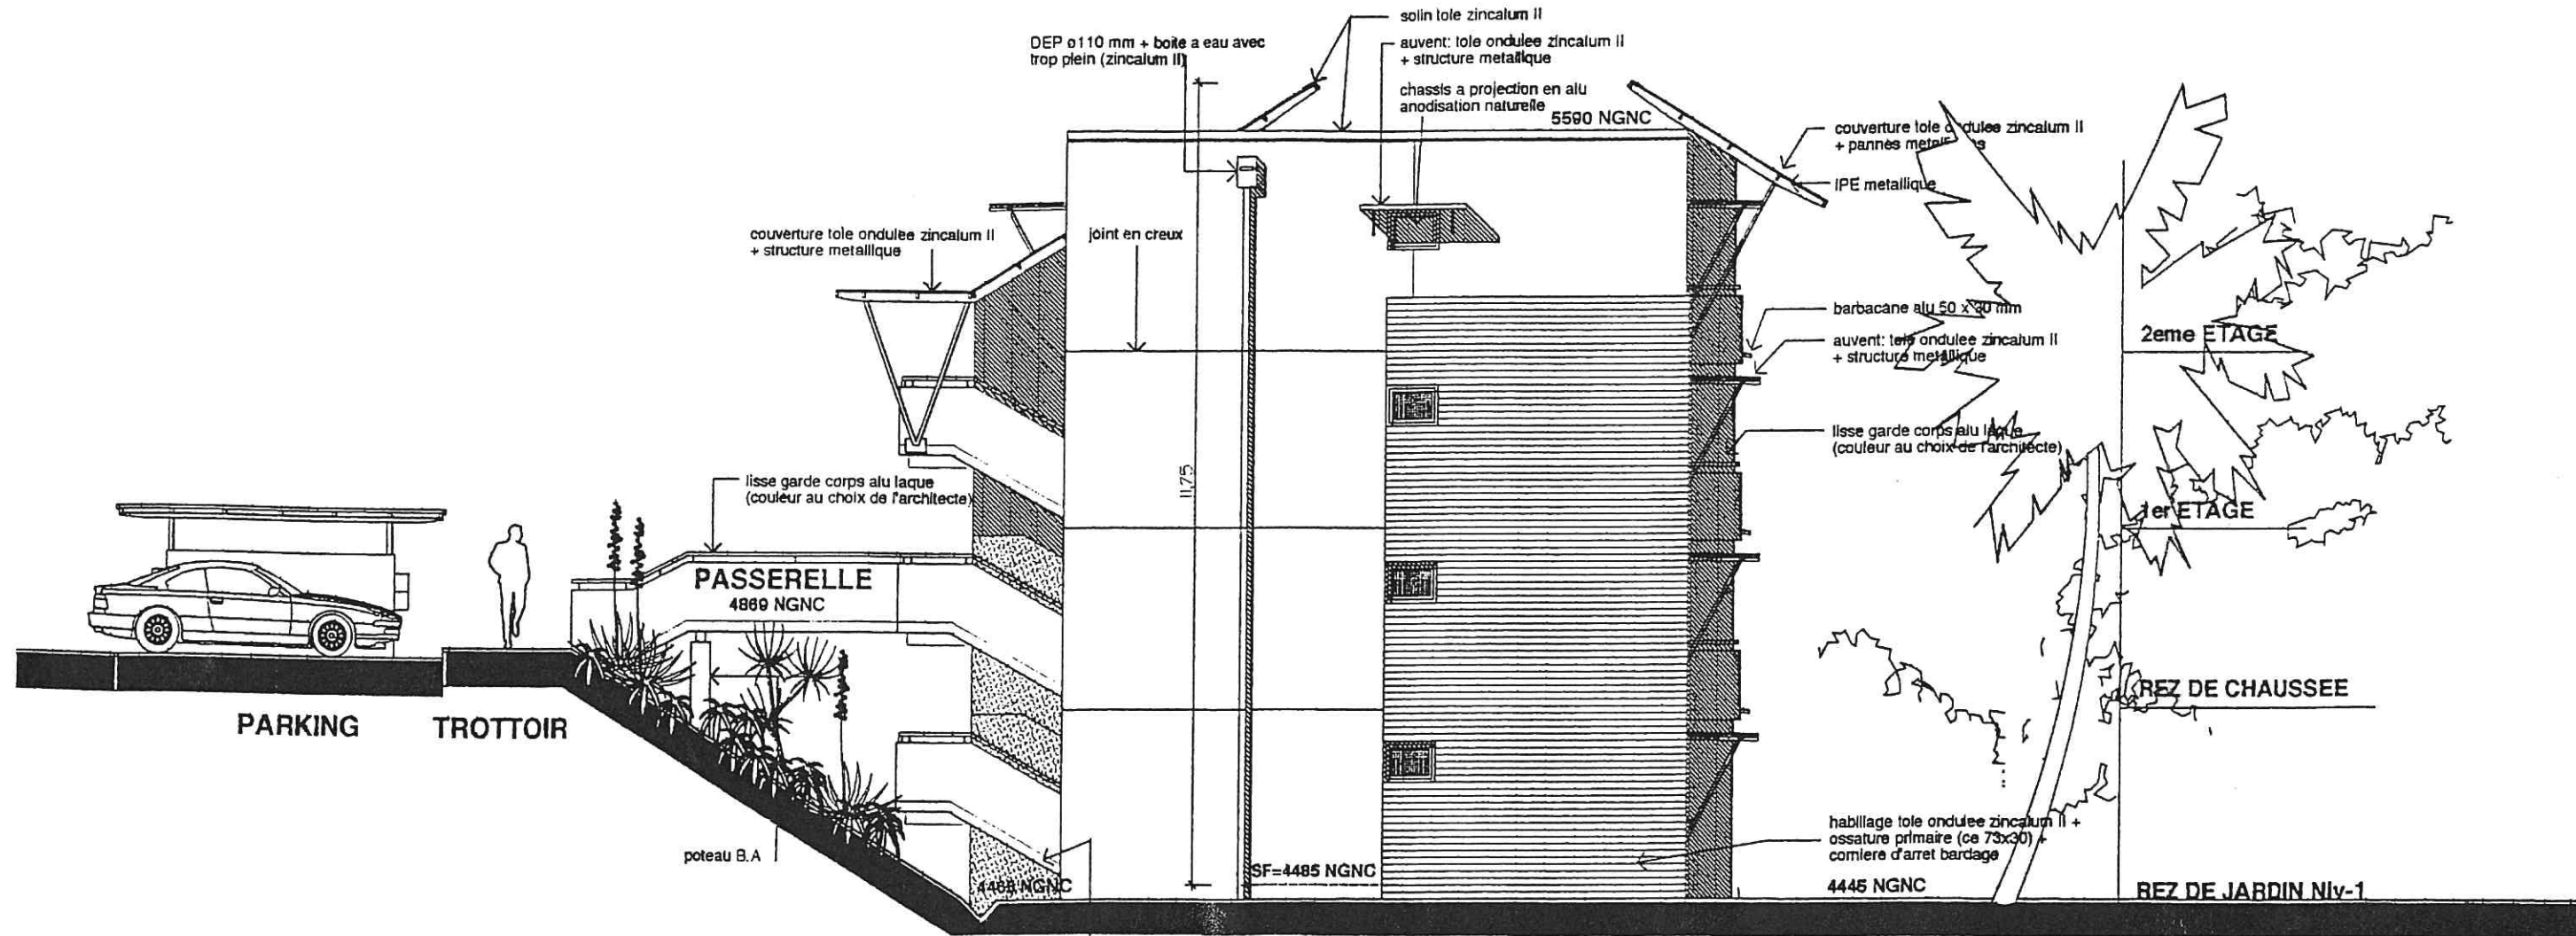 solin tole zincalum II
DEP ø110 mm + boite a eau avec
trop plein (zincalum II)
auvent: tole ondulee zincalum II
+ structure metallique
chassis a projection en alu
anodisation naturelle
5590 NGNC
couverture tole ondulee zincalum II
+ pannes metalliques
IPE metallique
couverture tole ondulee zincalum II
+ structure metallique
joint en creux
barbacane alu 50 x 30 mm
auvent: tole ondulee zincalum II
+ structure metallique
2eme ETAGE
lisse garde corps alu laque
(couleur au choix de l'architecte)
lisse garde corps alu laque
(couleur au choix de l'architecte)
11,75
1er ETAGE
PASSERELLE
4869 NGNC
REZ DE CHAUSSEE
PARKING
TROTTOIR
habillage tole ondulee zincalum II +
ossature primaire (ce 73x30) +
corniere d'arret bardage
poteau B.A
SF=4485 NGNC
NGNC
4445 NGNC
REZ DE JARDIN Niv-1